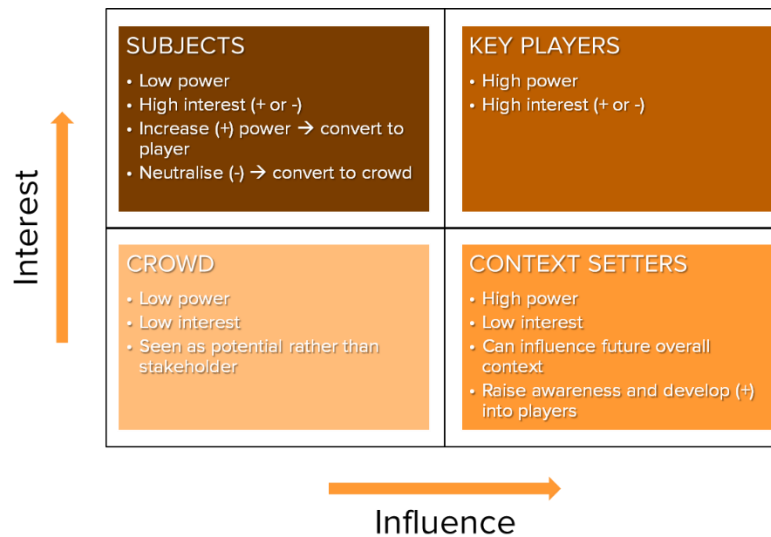 SUBJECTS
• Low power
• High interest (+ or -)
• Increase (+) power → convert to
player
• Neutralise (-) → convert to crowd
KEY PLAYERS
• High power
• High interest (+ or -)
Interest
CROWD
• Low power
• Low interest
• Seen as potential rather than
stakeholder
CONTEXT SETTERS
• High power
• Low interest
• Can influence future overall
context
• Raise awareness and develop (+)
into players
Influence